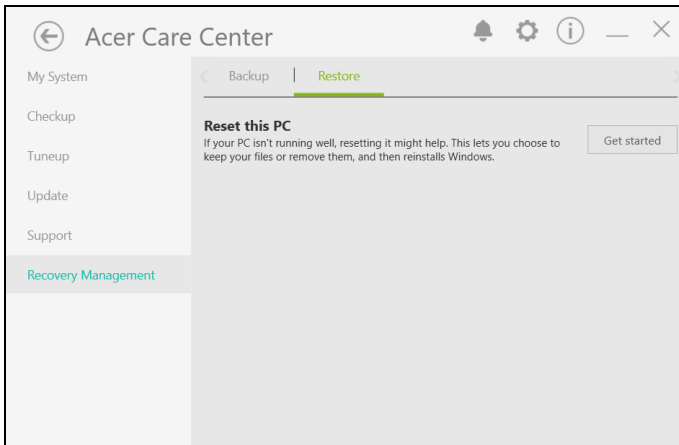 Acer Care Center
My System
Checkup
Tuneup
Update
Support
Recovery Management
Backup | Restore
Reset this PC
If your PC isn't running well, resetting it might help. This lets you choose to
keep your files or remove them, and then reinstalls Windows.
Get started